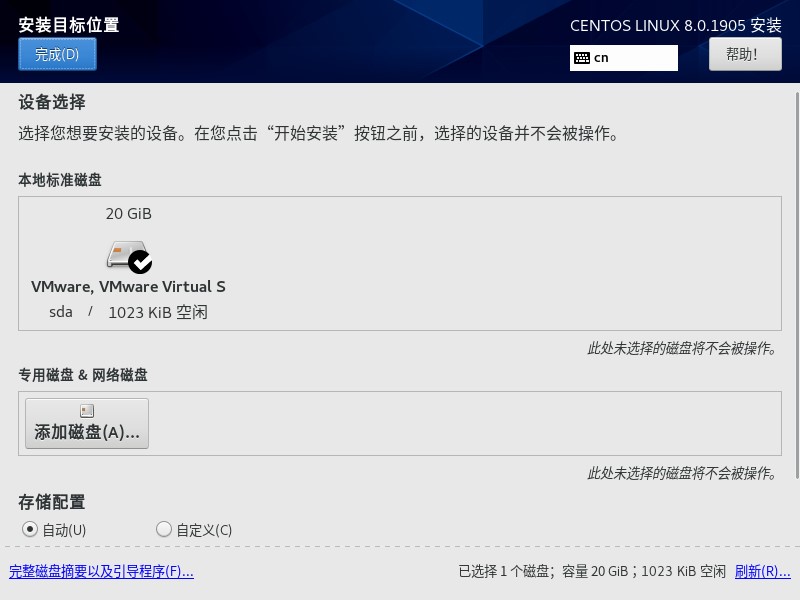 安装目标位置
CENTOS LINUX 8.0.1905 安装
完成(D)
cn
帮助！
设备选择
选择您想要安装的设备。在您点击“开始安装”按钮之前，选择的设备并不会被操作。
本地标准磁盘
20 GiB
VMware, VMware Virtual S
sda / 1023 KiB 空闲
此处未选择的磁盘将不会被操作。
专用磁盘 & 网络磁盘
添加磁盘(A)...
此处未选择的磁盘将不会被操作。
存储配置
自动(U) 自定义(C)
完整磁盘摘要以及引导程序(F)... 已选择 1 个磁盘；容量 20 GiB；1023 KiB 空闲 刷新(R)...